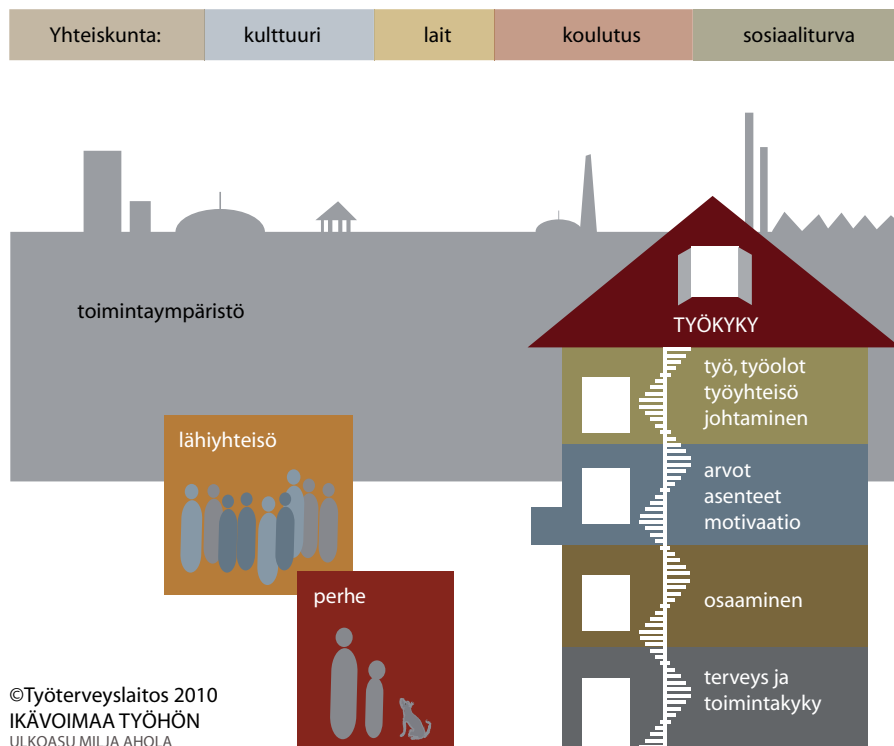 Yhteiskunta: kulttuuri lait koulutus sosiaaliturva
toimintaympäristö
TYÖKYKY
työ, työolot
työyhteisö
johtaminen
lähiyhteisö
arvot
asenteet
motivaatio
perhe
osaaminen
terveys ja
toimintakyky
©Työterveyslaitos 2010
IKÄVOIMAA TYÖHÖN
ULKOASU MILJA AHOLA